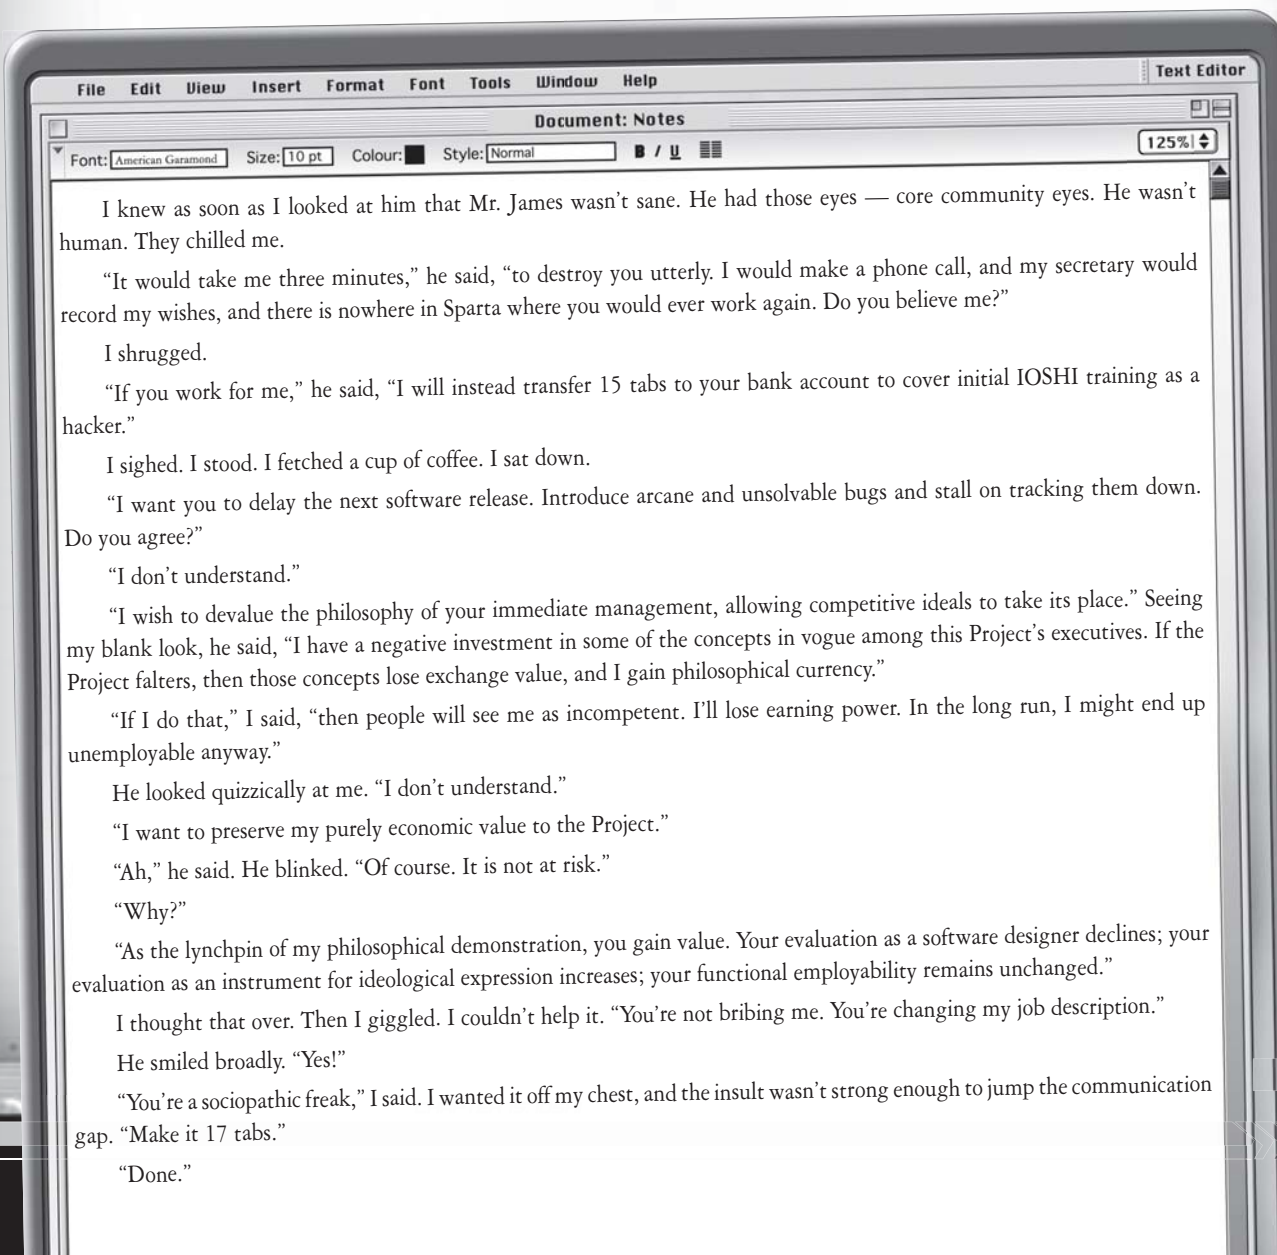 File Edit View Insert Format Font Tools Window Help Text Editor
Document: Notes
Font: American Garamond Size: 10 pt Colour: Style: Normal B I U 125%
I knew as soon as I looked at him that Mr. James wasn’t sane. He had those eyes — core community eyes. He wasn’t
human. They chilled me.
“It would take me three minutes,” he said, “to destroy you utterly. I would make a phone call, and my secretary would
record my wishes, and there is nowhere in Sparta where you would ever work again. Do you believe me?”
I shrugged.
“If you work for me,” he said, “I will instead transfer 15 tabs to your bank account to cover initial IOSHI training as a
hacker.”
I sighed. I stood. I fetched a cup of coffee. I sat down.
“I want you to delay the next software release. Introduce arcane and unsolvable bugs and stall on tracking them down.
Do you agree?”
“I don’t understand.”
“I wish to devalue the philosophy of your immediate management, allowing competitive ideals to take its place.” Seeing
my blank look, he said, “I have a negative investment in some of the concepts in vogue among this Project’s executives. If the
Project falters, then those concepts lose exchange value, and I gain philosophical currency.”
“If I do that,” I said, “then people will see me as incompetent. I’ll lose earning power. In the long run, I might end up
unemployable anyway.”
He looked quizzically at me. “I don’t understand.”
“I want to preserve my purely economic value to the Project.”
“Ah,” he said. He blinked. “Of course. It is not at risk.”
“Why?”
“As the lynchpin of my philosophical demonstration, you gain value. Your evaluation as a software designer declines; your
evaluation as an instrument for ideological expression increases; your functional employability remains unchanged.”
I thought that over. Then I giggled. I couldn’t help it. “You’re not bribing me. You’re changing my job description.”
He smiled broadly. “Yes!”
“You’re a sociopathic freak,” I said. I wanted it off my chest, and the insult wasn’t strong enough to jump the communication
gap. “Make it 17 tabs.”
“Done.”